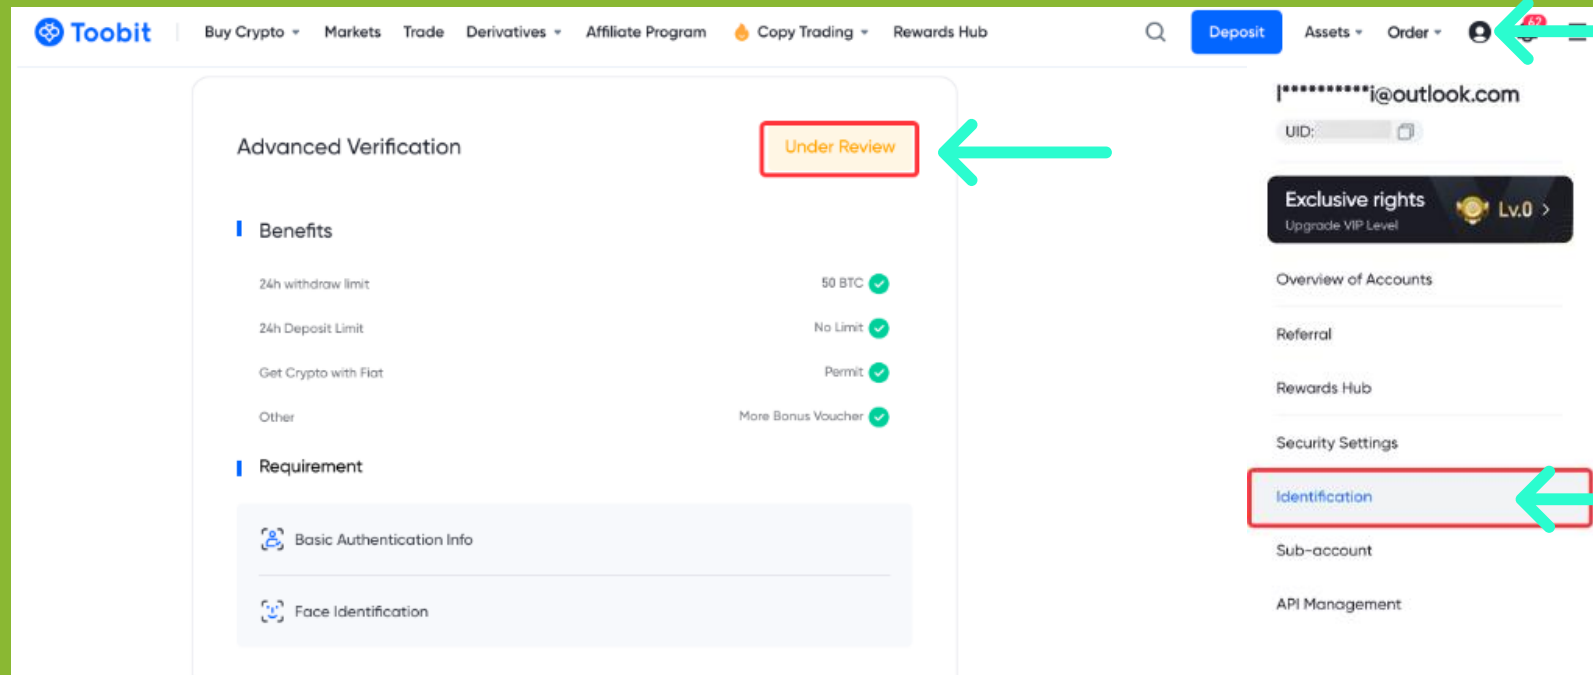 Toobit Buy Crypto Markets Trade Derivatives Affiliate Program Copy Trading Rewards Hub Deposit Assets Order 62
l**********i@outlook.com
UID:
Exclusive rights
Upgrade VIP Level
Lv.0 >
Overview of Accounts
Referral
Rewards Hub
Security Settings
Identification
Sub-account
API Management
Advanced Verification
Under Review
Benefits
24h withdraw limit 50 BTC
24h Deposit Limit No Limit
Get Crypto with Fiat Permit
Other More Bonus Voucher
Requirement
Basic Authentication Info
Face Identification